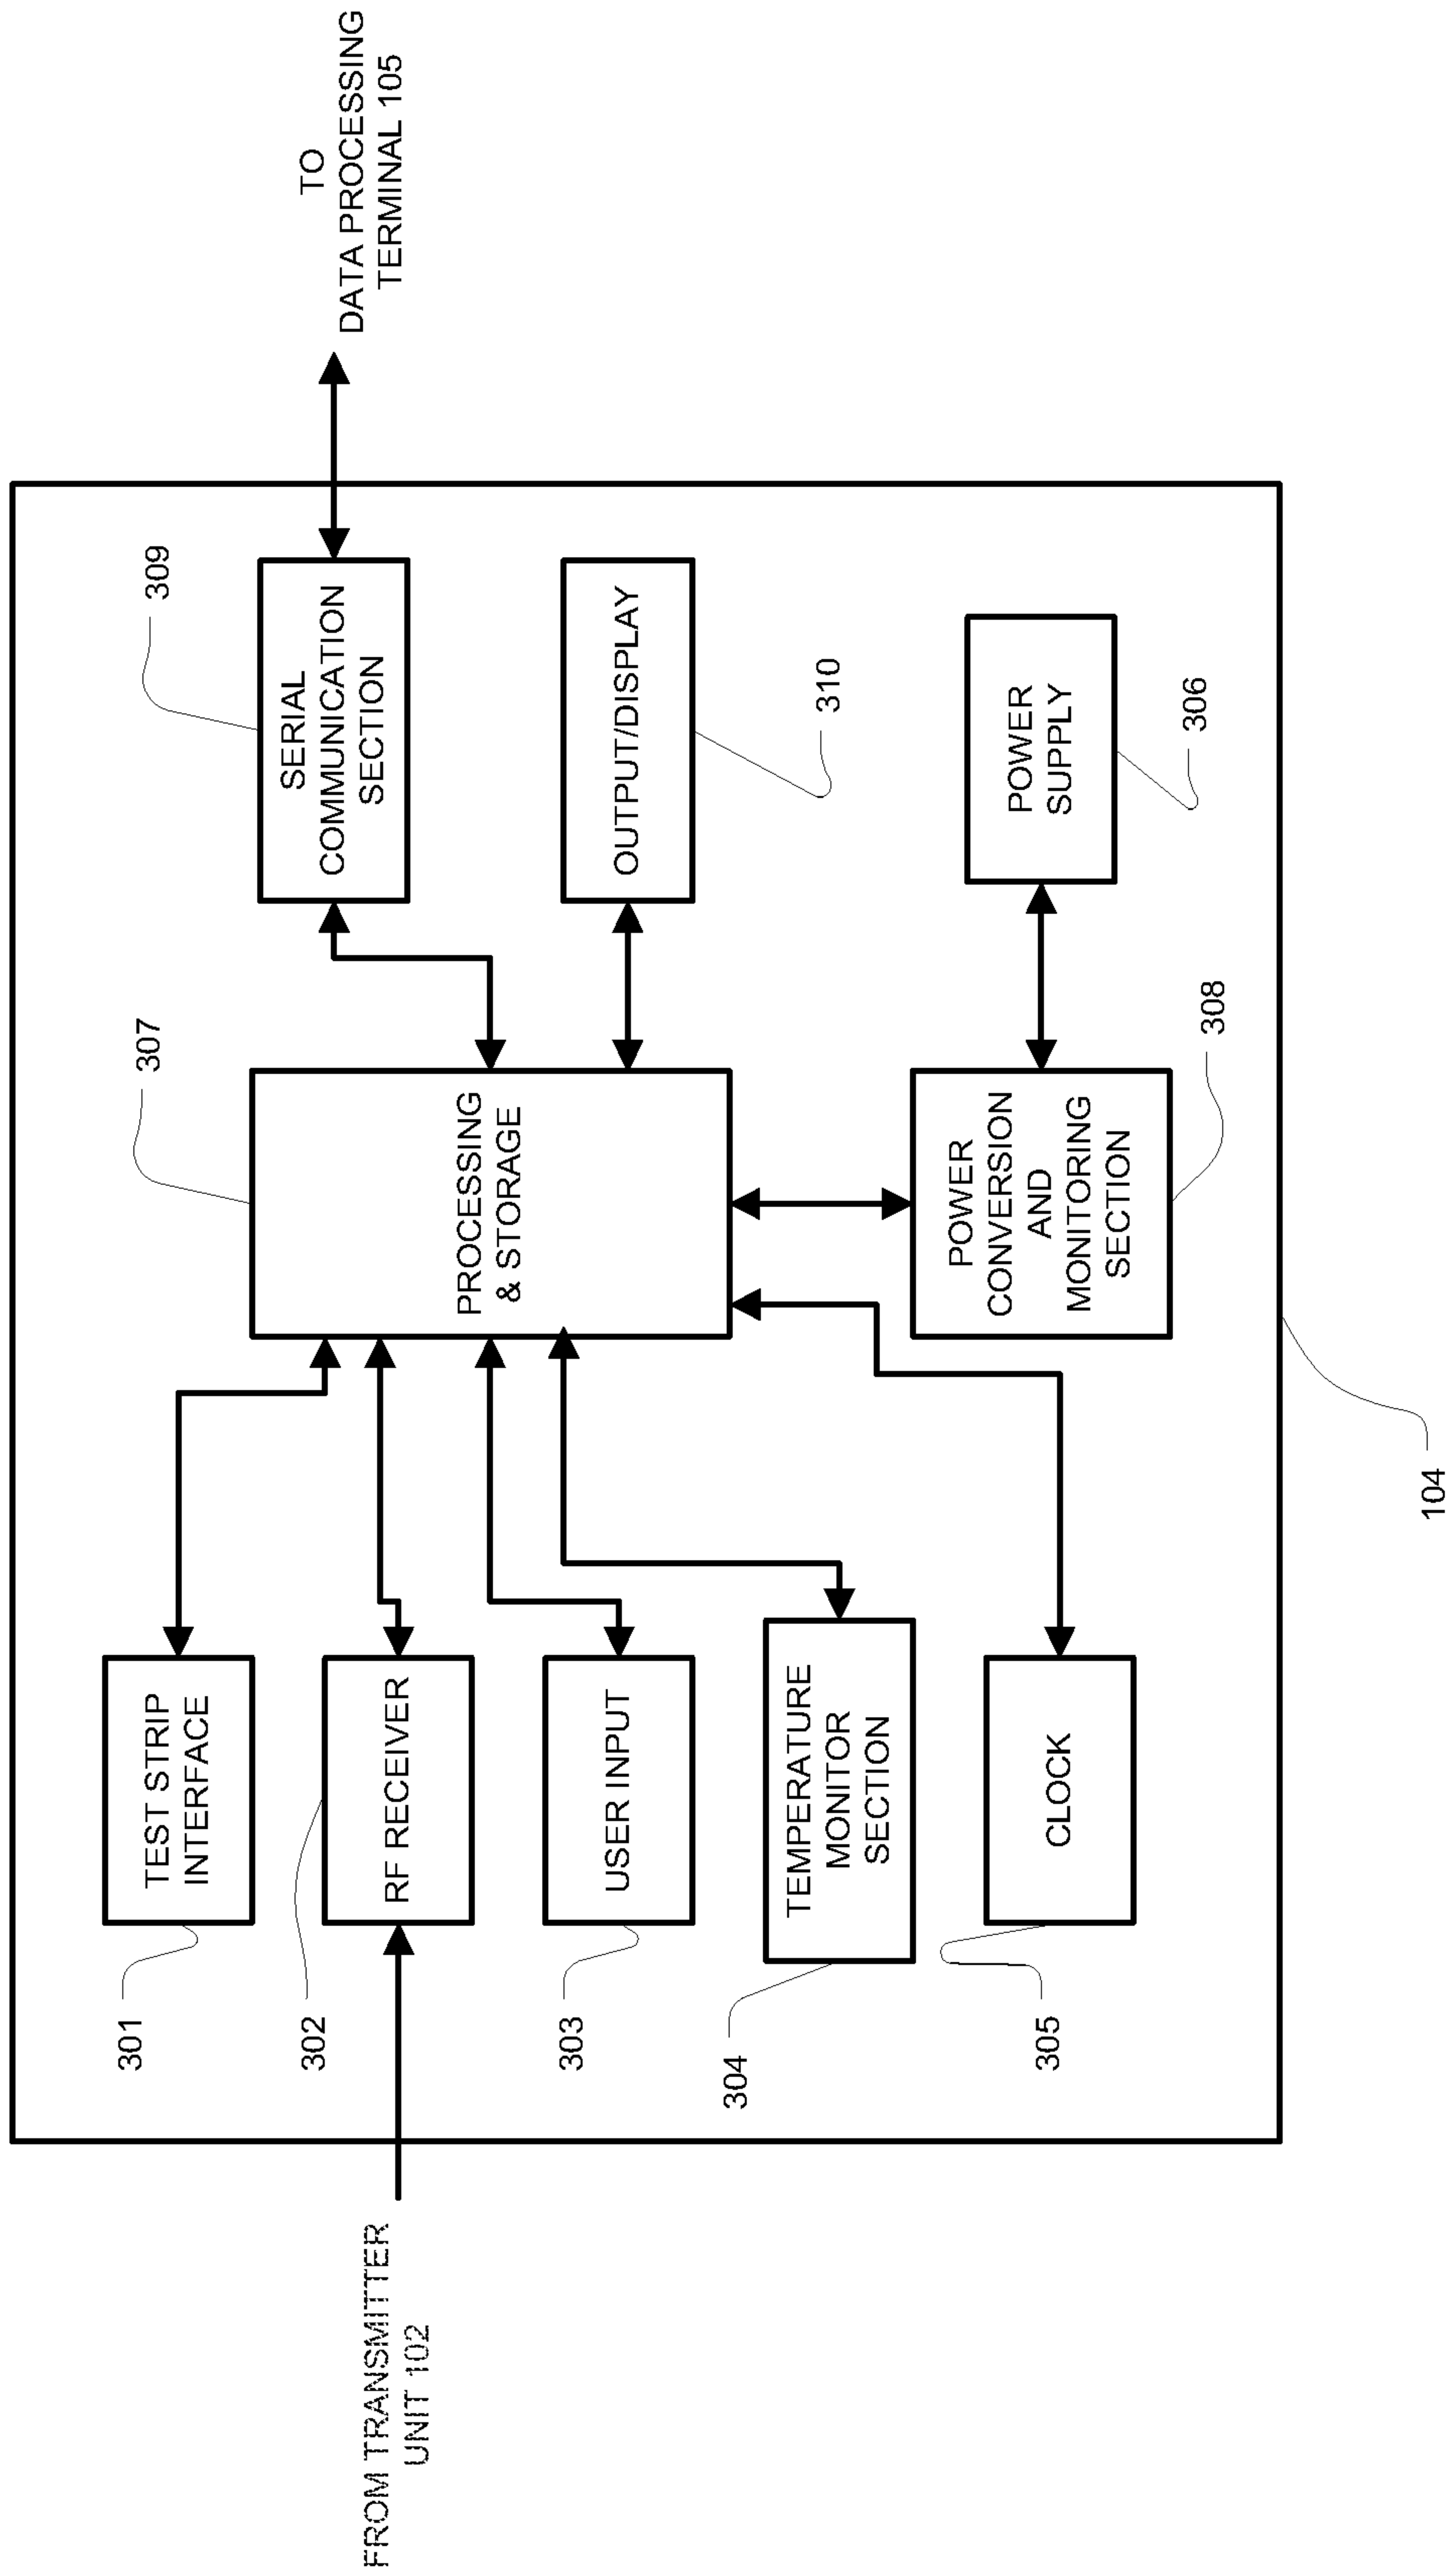 FROM TRANSMITTER
UNIT 102
301
TEST STRIP
INTERFACE
302
RF RECEIVER
303
USER INPUT
304
TEMPERATURE
MONITOR
SECTION
305
CLOCK
307
PROCESSING
& STORAGE
POWER
CONVERSION
AND
MONITORING
SECTION
308
309
SERIAL
COMMUNICATION
SECTION
OUTPUT/DISPLAY
310
POWER
SUPPLY
306
TO
DATA PROCESSING
TERMINAL 105
104